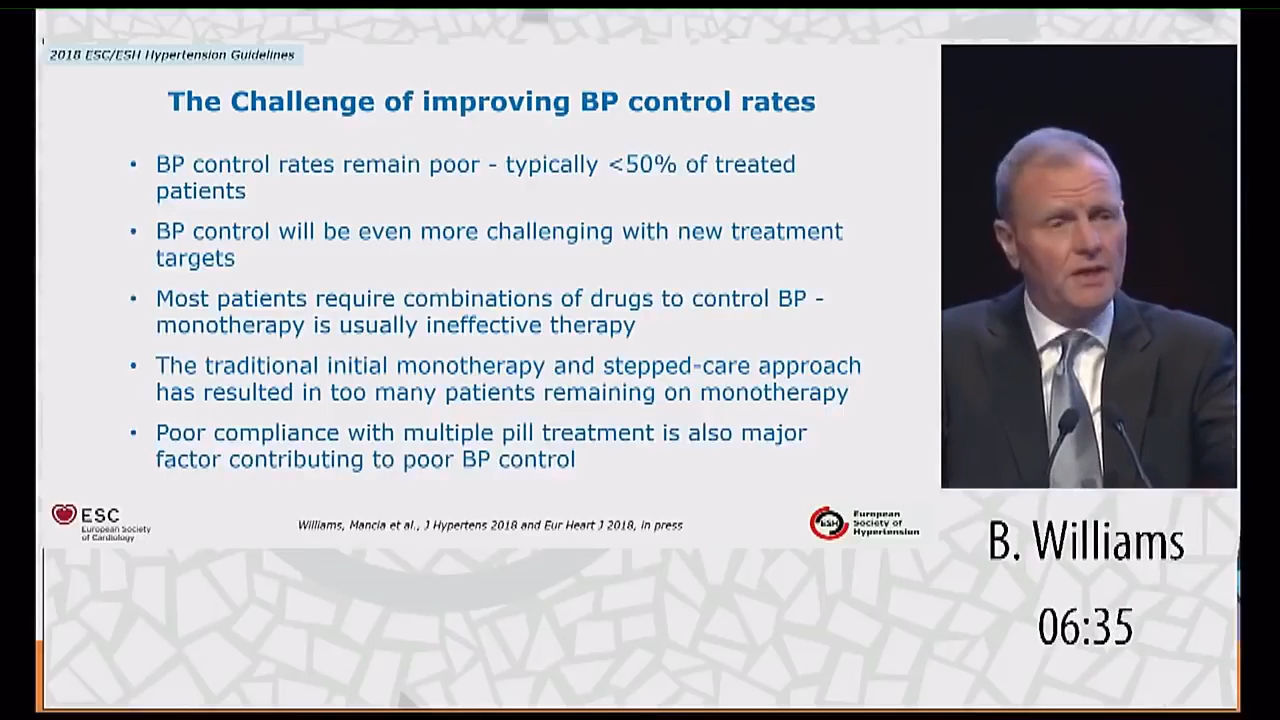 2018 ESC/ESH Hypertension Guidelines
The Challenge of improving BP control rates
• BP control rates remain poor - typically <50% of treated
patients
• BP control will be even more challenging with new treatment
targets
• Most patients require combinations of drugs to control BP -
monotherapy is usually ineffective therapy
• The traditional initial monotherapy and stepped-care approach
has resulted in too many patients remaining on monotherapy
• Poor compliance with multiple pill treatment is also major
factor contributing to poor BP control
ESC
European Society
of Cardiology
Williams, Mancia et al., J Hypertens 2018 and Eur Heart J 2018, in press
ESH
European
Society of
Hypertension
B. Williams
06:35